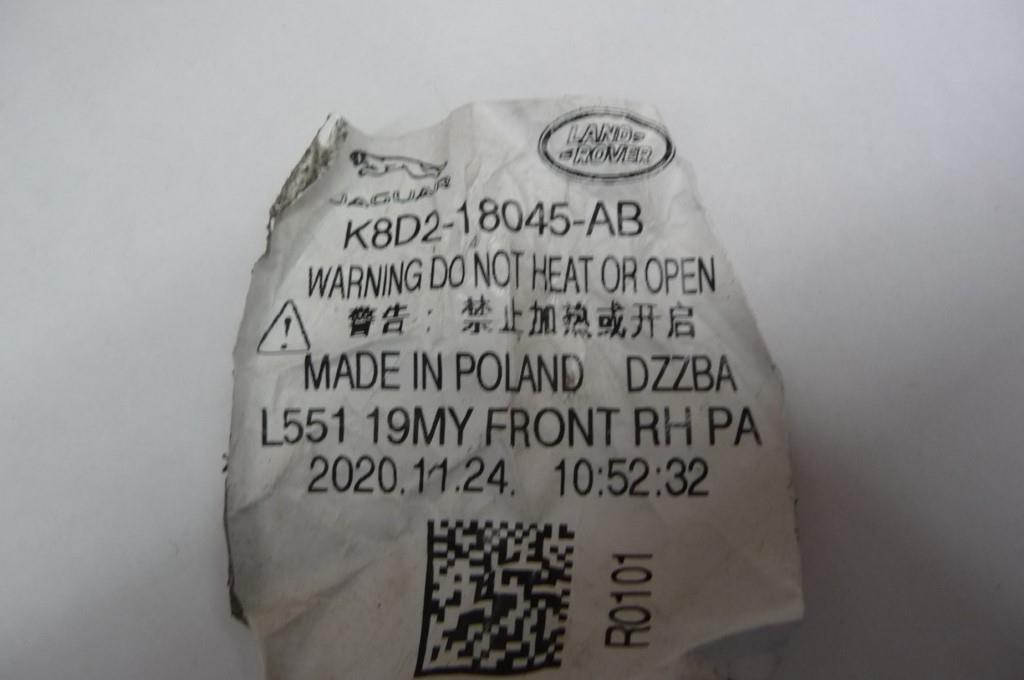 JAGUAR
LAND-
-ROVER
K8D2-18045-AB
WARNING DO NOT HEAT OR OPEN
警告：禁止加热或开启
MADE IN POLAND DZZBA
L551 19MY FRONT RH PA
2020.11.24. 10:52:32
R0101